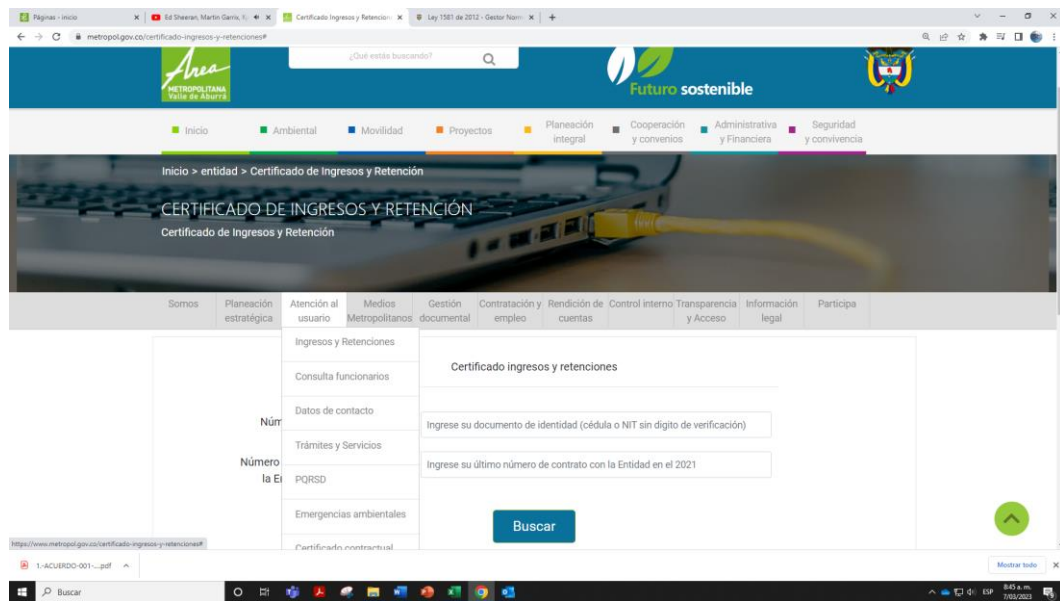 Páginas - inicio
Ed Sheeran, Martin Garrix, K
Certificado Ingresos y Retencion
Ley 1581 de 2012 - Gestor Norm
metropol.gov.co/certificado-ingresos-y-retenciones#
Área
METROPOLITANA
Valle de Aburrá
¿Qué estás buscando?
Futuro sostenible
Inicio
Ambiental
Movilidad
Proyectos
Planeación
integral
Cooperación
y convenios
Administrativa
y Financiera
Seguridad
y convivencia
Inicio > entidad > Certificado de Ingresos y Retención
CERTIFICADO DE INGRESOS Y RETENCIÓN
Certificado de Ingresos y Retención
Somos
Planeación
estratégica
Atención al
usuario
Medios
Metropolitanos
Gestión
documental
Contratación y
empleo
Rendición de
cuentas
Control interno
Transparencia
y Acceso
Información
legal
Participa
Ingresos y Retenciones
Consulta funcionarios
Datos de contacto
Trámites y Servicios
PQRSD
Emergencias ambientales
Certificado contractual
Certificado ingresos y retenciones
Núm
Ingrese su documento de identidad (cédula o NIT sin digito de verificación)
Número
la E
Ingrese su último número de contrato con la Entidad en el 2021
Buscar
https://www.metropol.gov.co/certificado-ingresos-y-retenciones#
1.-ACUERDO-001-....pdf
Mostrar todo
Buscar
ESP
8:45 a. m.
7/03/2023